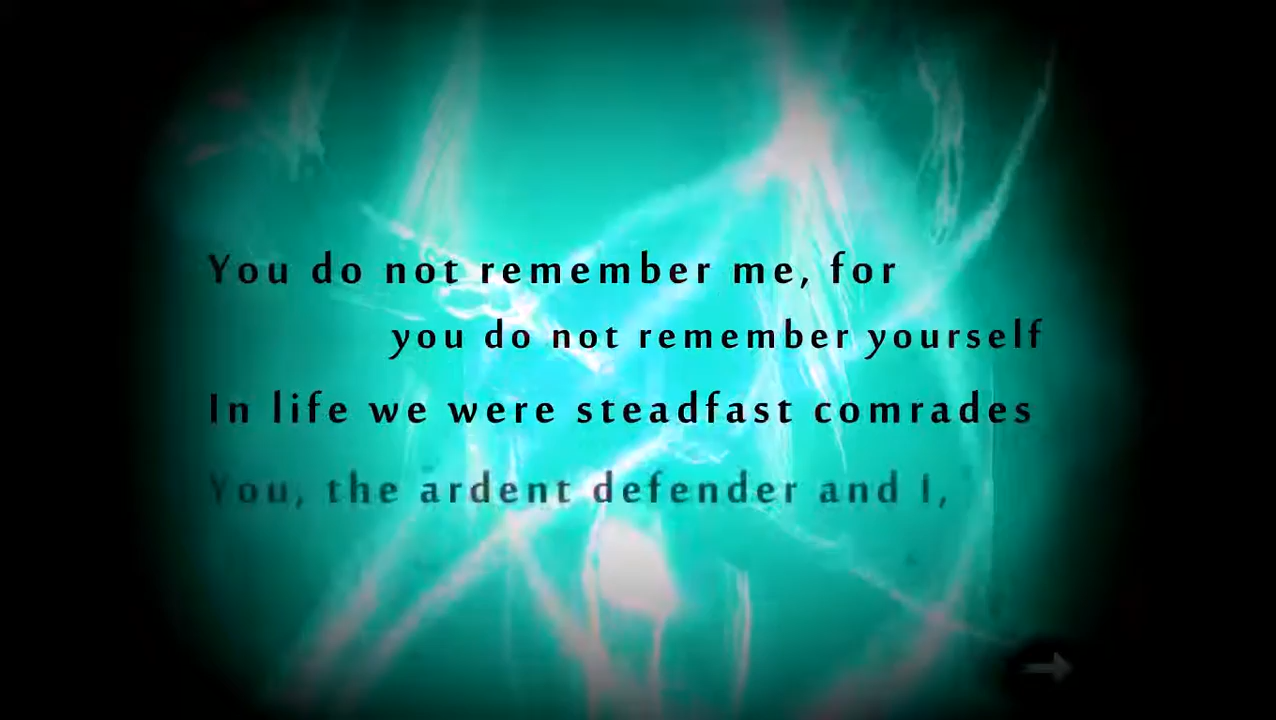 You do not remember me, for
you do not remember yourself
In life we were steadfast comrades
You, the ardent defender and I,